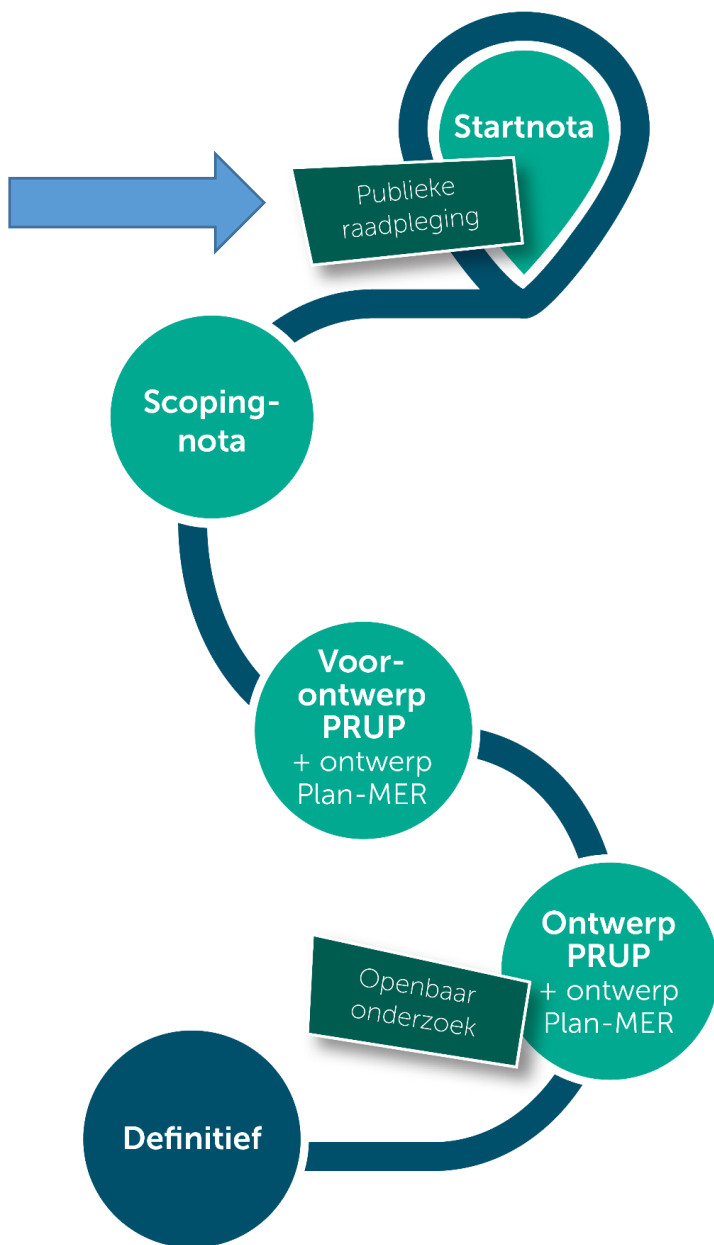 Startnota
Publieke
raadpleging
Scoping-
nota
Voor-
ontwerp
PRUP
+ ontwerp
Plan-MER
Ontwerp
PRUP
+ ontwerp
Plan-MER
Openbaar
onderzoek
Definitief